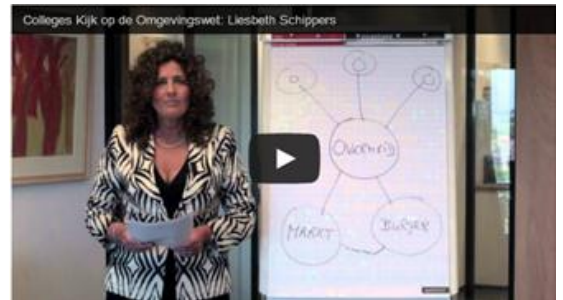 Colleges Kijk op de Omgevingswet: Liesbeth Schippers
Overheid
MARKT
BURGER